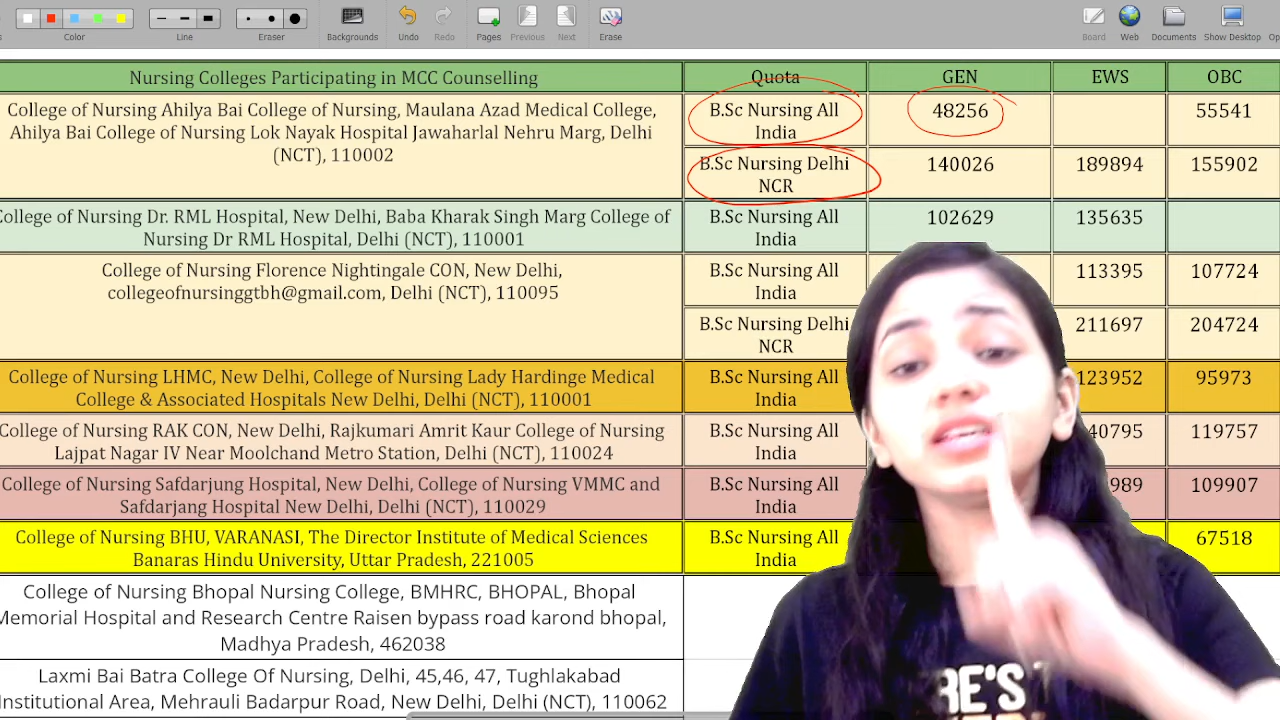 Color Line Eraser Backgrounds Undo Redo Pages Previous Next Erase Board Web Documents Show Desktop
Nursing Colleges Participating in MCC Counselling Quota GEN EWS OBC
College of Nursing Ahilya Bai College of Nursing, Maulana Azad Medical College,
Ahilya Bai College of Nursing Lok Nayak Hospital Jawaharlal Nehru Marg, Delhi
(NCT), 110002
B.Sc Nursing All
India
48256 55541
B.Sc Nursing Delhi
NCR
140026 189894 155902
College of Nursing Dr. RML Hospital, New Delhi, Baba Kharak Singh Marg College of
Nursing Dr RML Hospital, Delhi (NCT), 110001
B.Sc Nursing All
India
102629 135635
College of Nursing Florence Nightingale CON, New Delhi,
collegeofnursinggtbh@gmail.com, Delhi (NCT), 110095
B.Sc Nursing All
India
113395 107724
B.Sc Nursing Delhi
NCR
211697 204724
College of Nursing LHMC, New Delhi, College of Nursing Lady Hardinge Medical
College & Associated Hospitals New Delhi, Delhi (NCT), 110001
B.Sc Nursing All
India
123952 95973
College of Nursing RAK CON, New Delhi, Rajkumari Amrit Kaur College of Nursing
Lajpat Nagar IV Near Moolchand Metro Station, Delhi (NCT), 110024
B.Sc Nursing All
India
40795 119757
College of Nursing Safdarjung Hospital, New Delhi, College of Nursing VMMC and
Safdarjang Hospital New Delhi, Delhi (NCT), 110029
B.Sc Nursing All
India
989 109907
College of Nursing BHU, VARANASI, The Director Institute of Medical Sciences
Banaras Hindu University, Uttar Pradesh, 221005
B.Sc Nursing All
India
67518
College of Nursing Bhopal Nursing College, BMHRC, BHOPAL, Bhopal
Memorial Hospital and Research Centre Raisen bypass road karond bhopal,
Madhya Pradesh, 462038
Laxmi Bai Batra College Of Nursing, Delhi, 45,46, 47, Tughlakabad
Institutional Area, Mehrauli Badarpur Road, New Delhi, Delhi (NCT), 110062